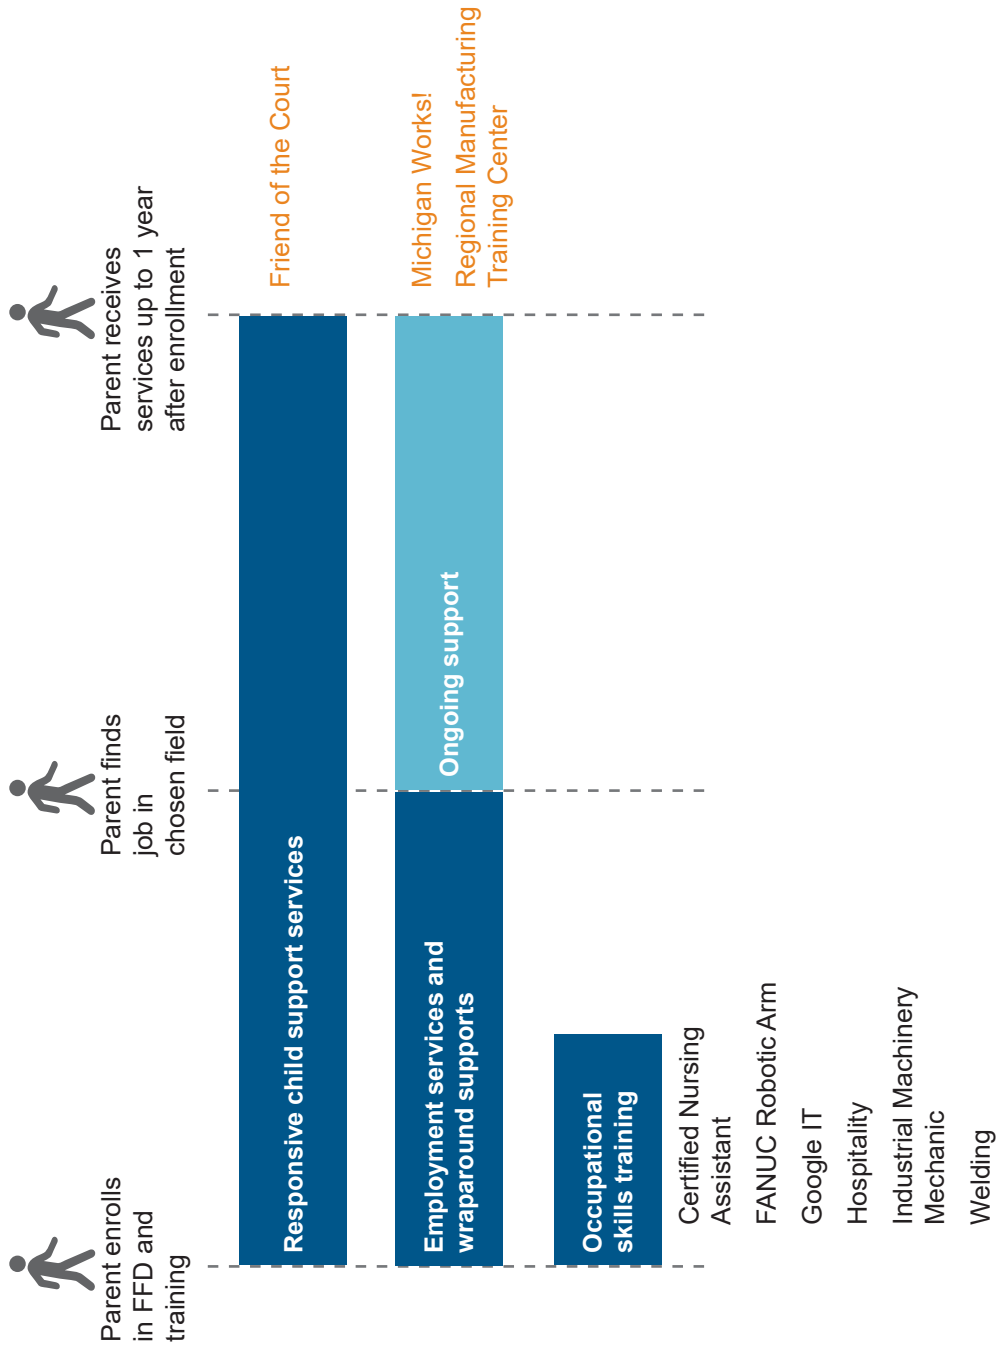 Parent enrolls
in FFD and
training
Parent finds
job in
chosen field
Parent receives
services up to 1 year
after enrollment
Responsive child support services
Friend of the Court
Employment services and
wraparound supports
Ongoing support
Michigan Works!
Regional Manufacturing
Training Center
Occupational
skills training
Certified Nursing
Assistant
FANUC Robotic Arm
Google IT
Hospitality
Industrial Machinery
Mechanic
Welding